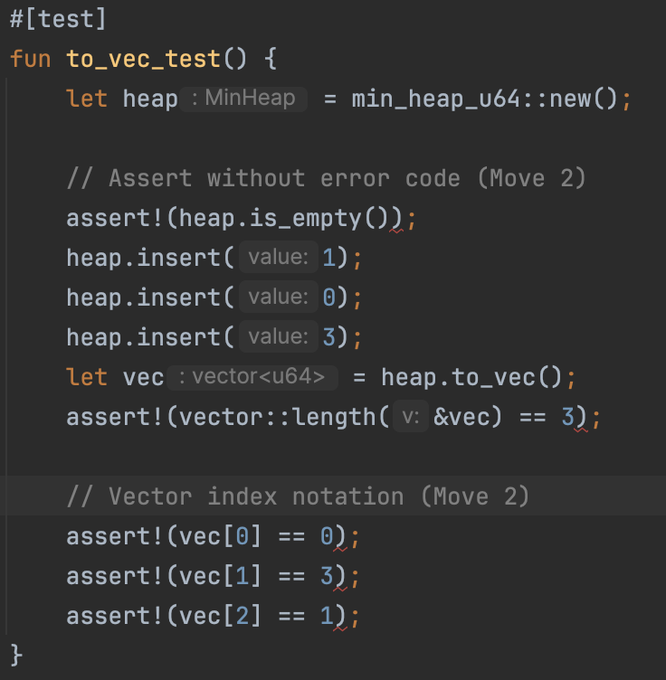 #[test]
fun to_vec_test() {
    let heap : MinHeap = min_heap_u64::new();

    // Assert without error code (Move 2)
    assert!(heap.is_empty());
    heap.insert( value: 1);
    heap.insert( value: 0);
    heap.insert( value: 3);
    let vec : vector<u64> = heap.to_vec();
    assert!(vector::length( v: &vec) == 3);

    // Vector index notation (Move 2)
    assert!(vec[0] == 0);
    assert!(vec[1] == 3);
    assert!(vec[2] == 1);
}